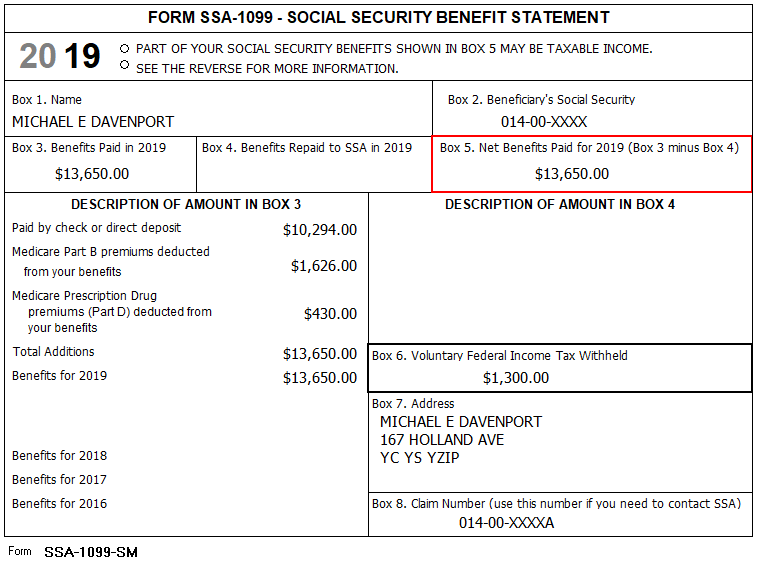 FORM SSA-1099 - SOCIAL SECURITY BENEFIT STATEMENT
2019
PART OF YOUR SOCIAL SECURITY BENEFITS SHOWN IN BOX 5 MAY BE TAXABLE INCOME.
SEE THE REVERSE FOR MORE INFORMATION.
Box 1. Name
MICHAEL E DAVENPORT
Box 2. Beneficiary's Social Security
014-00-XXXX
Box 3. Benefits Paid in 2019
$13,650.00
Box 4. Benefits Repaid to SSA in 2019
Box 5. Net Benefits Paid for 2019 (Box 3 minus Box 4)
$13,650.00
DESCRIPTION OF AMOUNT IN BOX 3
Paid by check or direct deposit $10,294.00
Medicare Part B premiums deducted
from your benefits $1,626.00
Medicare Prescription Drug
premiums (Part D) deducted from $430.00
your benefits
Total Additions $13,650.00
Benefits for 2019 $13,650.00
Benefits for 2018
Benefits for 2017
Benefits for 2016
DESCRIPTION OF AMOUNT IN BOX 4
Box 6. Voluntary Federal Income Tax Withheld
$1,300.00
Box 7. Address
MICHAEL E DAVENPORT
167 HOLLAND AVE
YC YS YZIP
Box 8. Claim Number (use this number if you need to contact SSA)
014-00-XXXXA
Form SSA-1099-SM